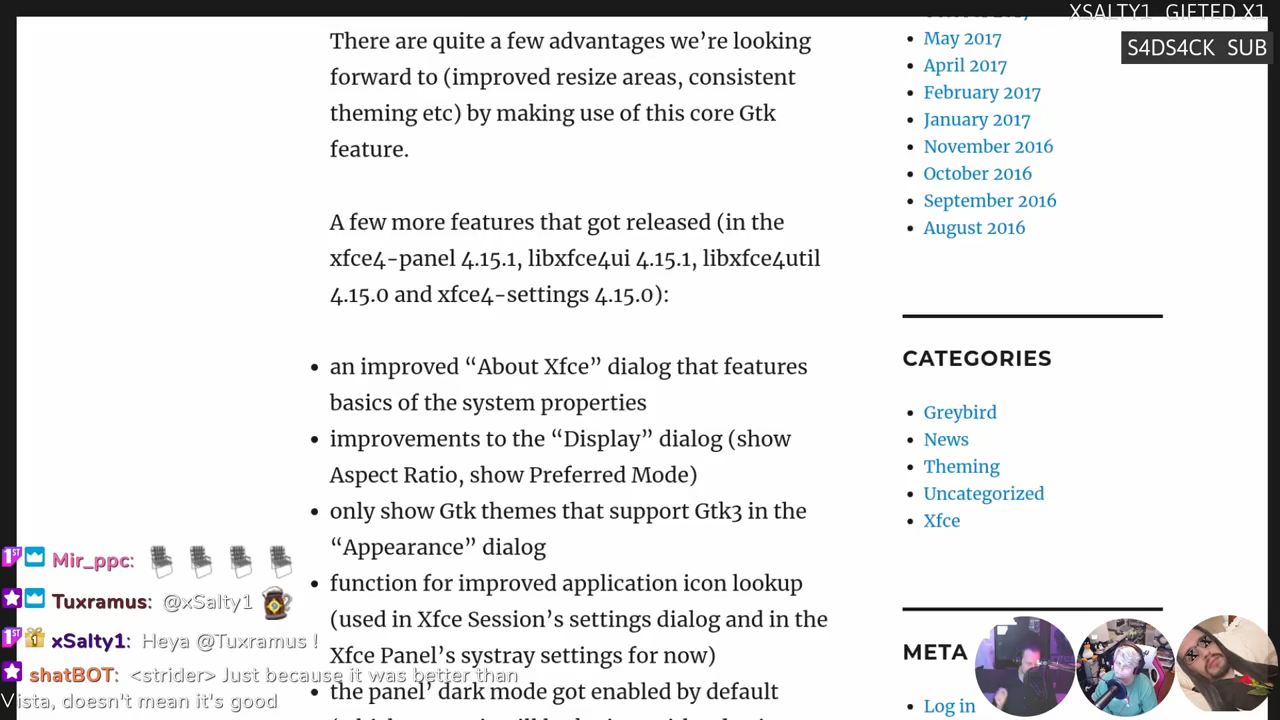 XSALTY1 GIFTED X1
S4DS4CK SUB
There are quite a few advantages we're looking
forward to (improved resize areas, consistent
theming etc) by making use of this core Gtk
feature.
A few more features that got released (in the
xfce4-panel 4.15.1, libxfce4ui 4.15.1, libxfce4util
4.15.0 and xfce4-settings 4.15.0):
• an improved “About Xfce” dialog that features
basics of the system properties
• improvements to the “Display” dialog (show
Aspect Ratio, show Preferred Mode)
• only show Gtk themes that support Gtk3 in the
“Appearance” dialog
• function for improved application icon lookup
(used in Xfce Session’s settings dialog and in the
Xfce Panel’s systray settings for now)
• the panel’ dark mode got enabled by default
• May 2017
• April 2017
• February 2017
• January 2017
• November 2016
• October 2016
• September 2016
• August 2016
CATEGORIES
• Greybird
• News
• Theming
• Uncategorized
• Xfce
META
• Log in
1ST Mir_ppc:
Tuxramus: @xSalty1
1ST 1 xSalty1: Heya @Tuxramus !
shatBOT: <strider> Just because it was better than
Vista, doesn't mean it's good